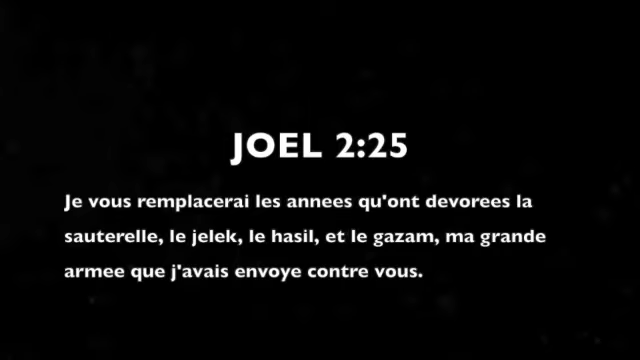 JOEL 2:25
Je vous remplacerai les annees qu'ont devorees la
sauterelle, le jelek, le hasil, et le gazam, ma grande
armee que j'avais envoye contre vous.